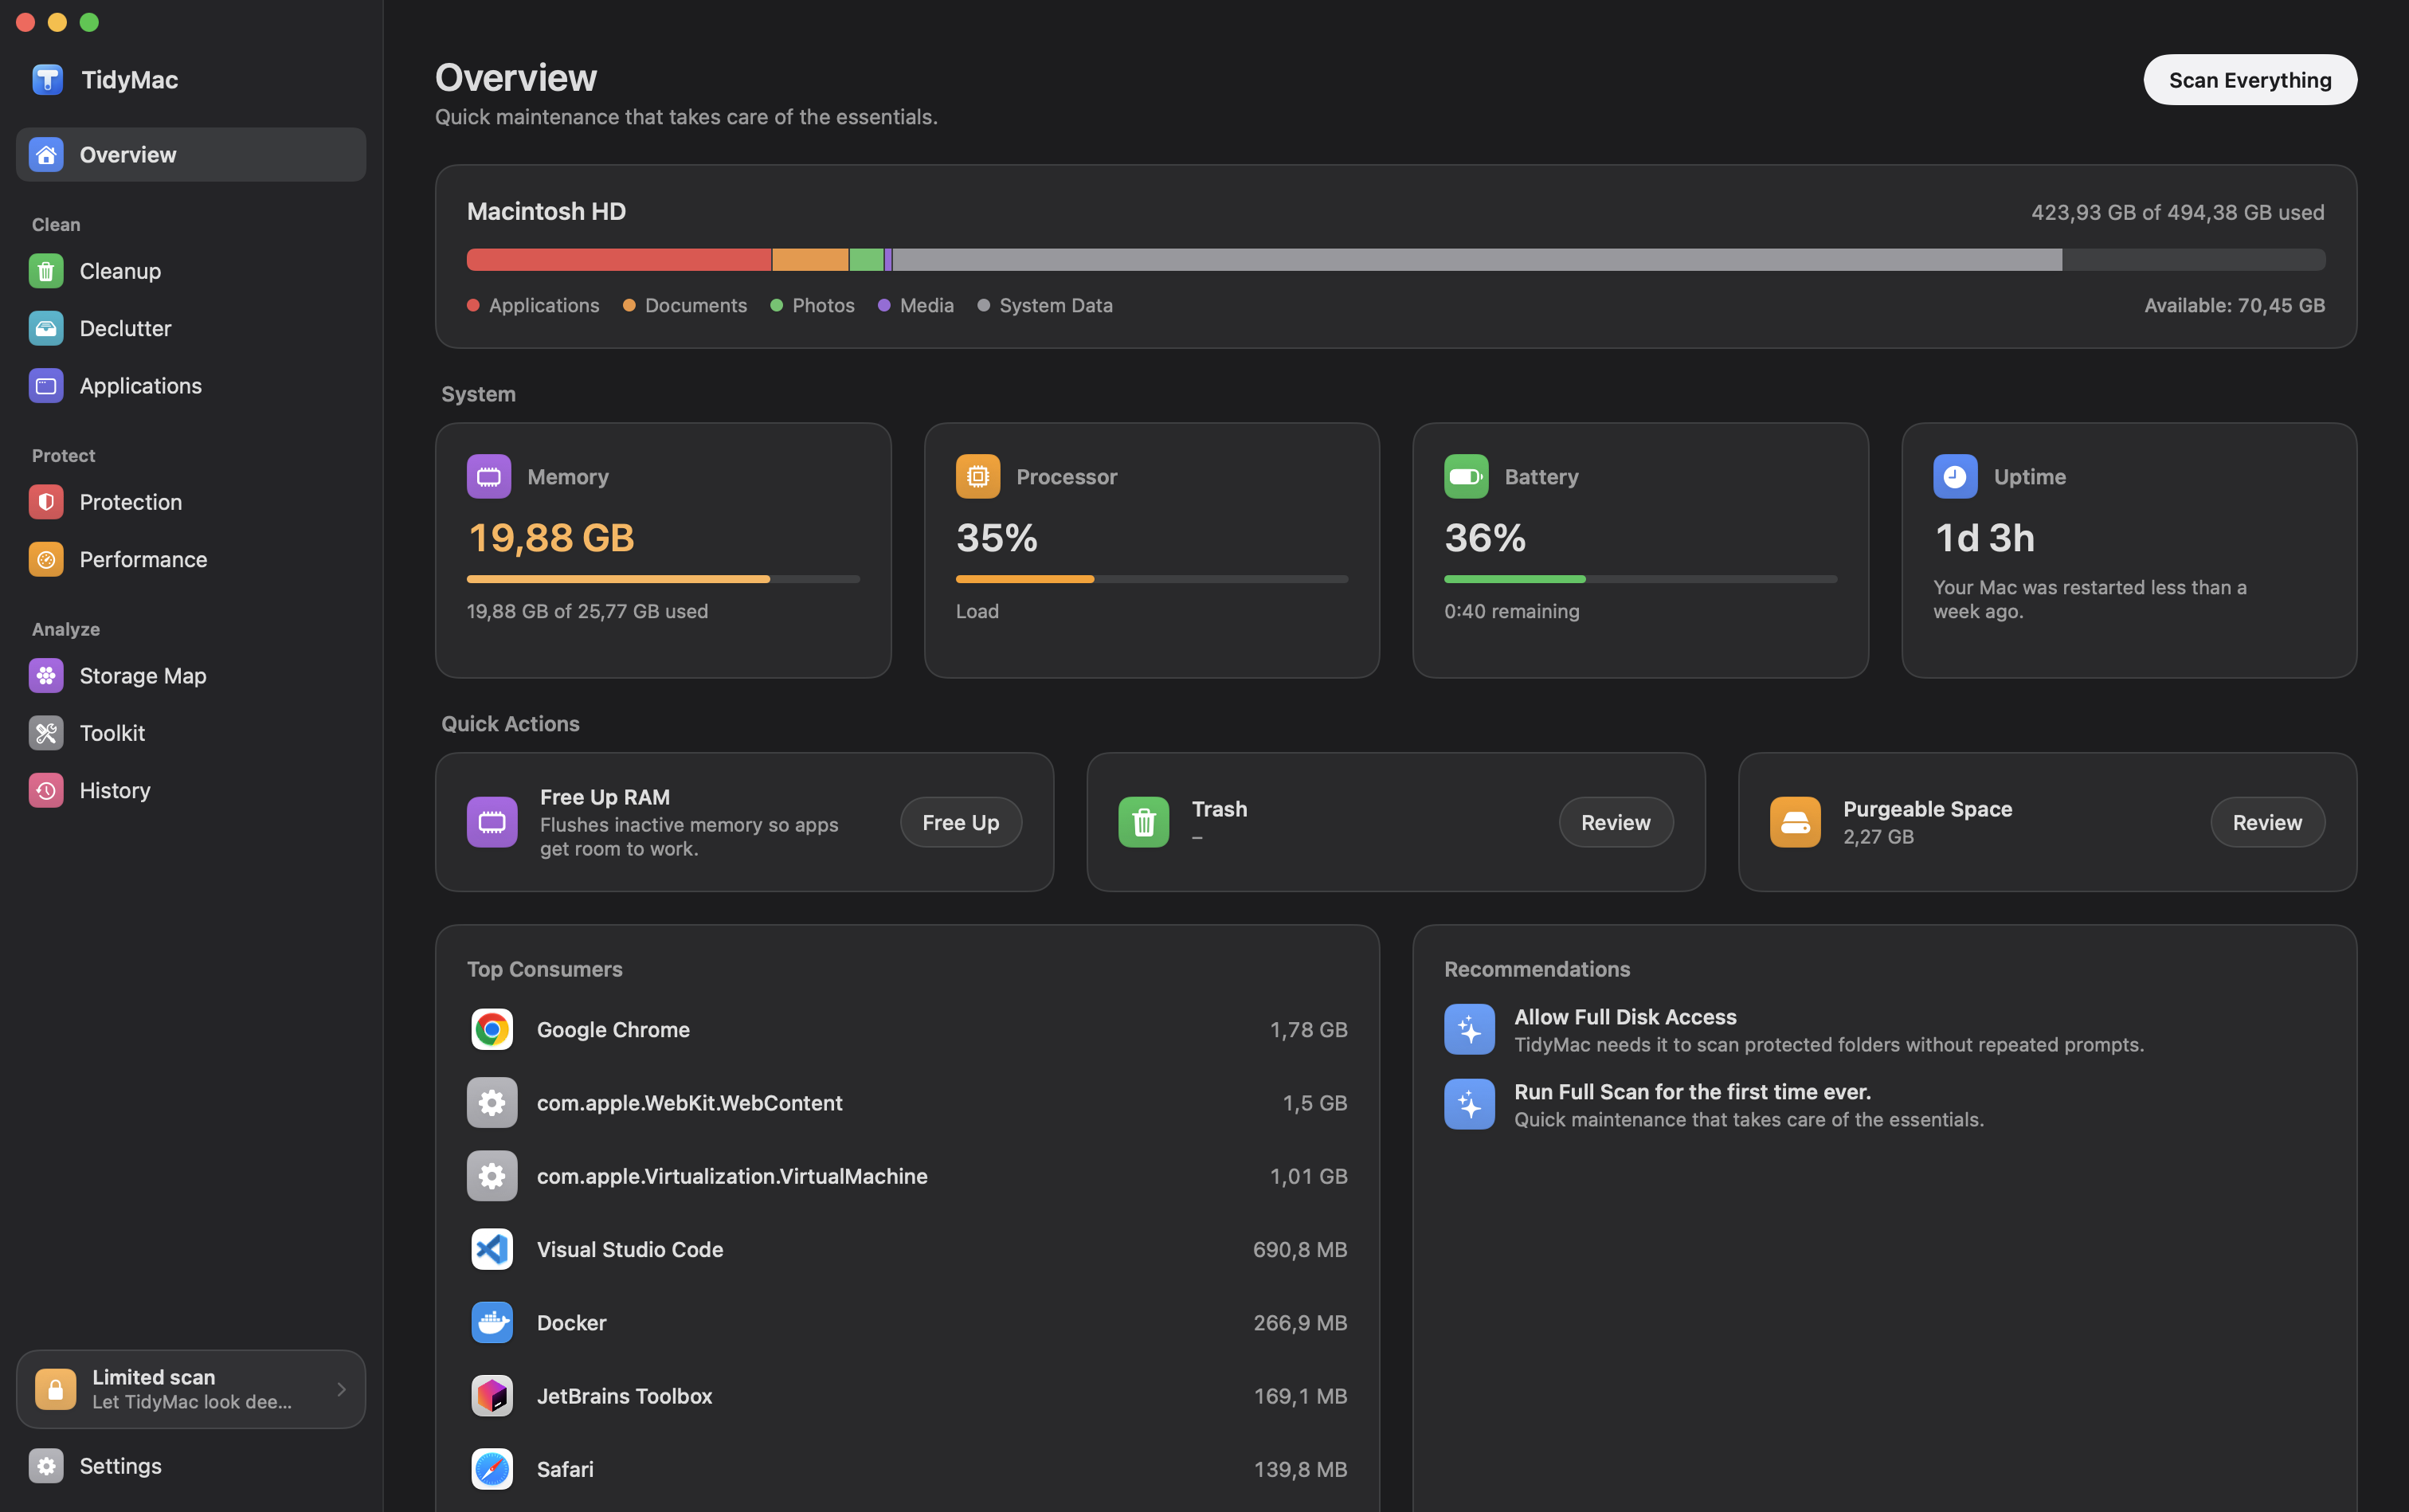 TidyMac
Overview
Clean
Cleanup
Declutter
Applications
Protect
Protection
Performance
Analyze
Storage Map
Toolkit
History
Limited scan
Let TidyMac look dee...
Settings
Overview
Quick maintenance that takes care of the essentials.
Scan Everything
Macintosh HD
423,93 GB of 494,38 GB used
Applications
Documents
Photos
Media
System Data
Available: 70,45 GB
System
Memory
19,88 GB
19,88 GB of 25,77 GB used
Processor
35%
Load
Battery
36%
0:40 remaining
Uptime
1d 3h
Your Mac was restarted less than a
week ago.
Quick Actions
Free Up RAM
Flushes inactive memory so apps
get room to work.
Free Up
Trash
–
Review
Purgeable Space
2,27 GB
Review
Top Consumers
Google Chrome
1,78 GB
com.apple.WebKit.WebContent
1,5 GB
com.apple.Virtualization.VirtualMachine
1,01 GB
Visual Studio Code
690,8 MB
Docker
266,9 MB
JetBrains Toolbox
169,1 MB
Safari
139,8 MB
Recommendations
Allow Full Disk Access
TidyMac needs it to scan protected folders without repeated prompts.
Run Full Scan for the first time ever.
Quick maintenance that takes care of the essentials.